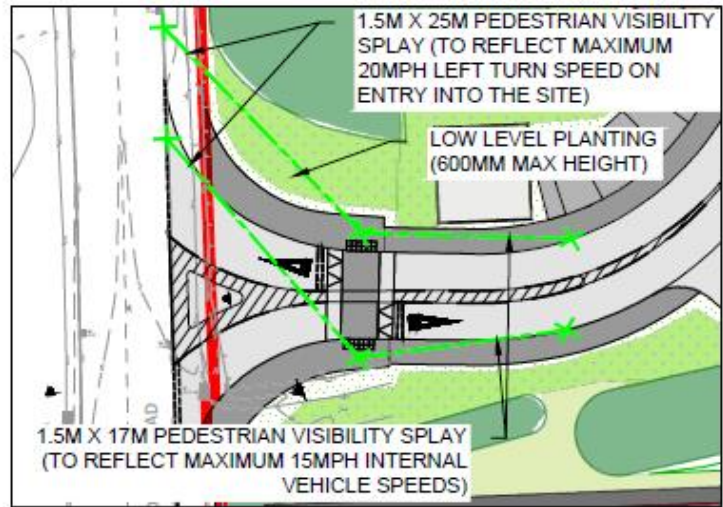 1.5M X 25M PEDESTRIAN VISIBILITY
SPLAY (TO REFLECT MAXIMUM
20MPH LEFT TURN SPEED ON
ENTRY INTO THE SITE)
LOW LEVEL PLANTING
(600MM MAX HEIGHT)
AD
1.5M X 17M PEDESTRIAN VISIBILITY SPLAY
(TO REFLECT MAXIMUM 15MPH INTERNAL
VEHICLE SPEEDS)